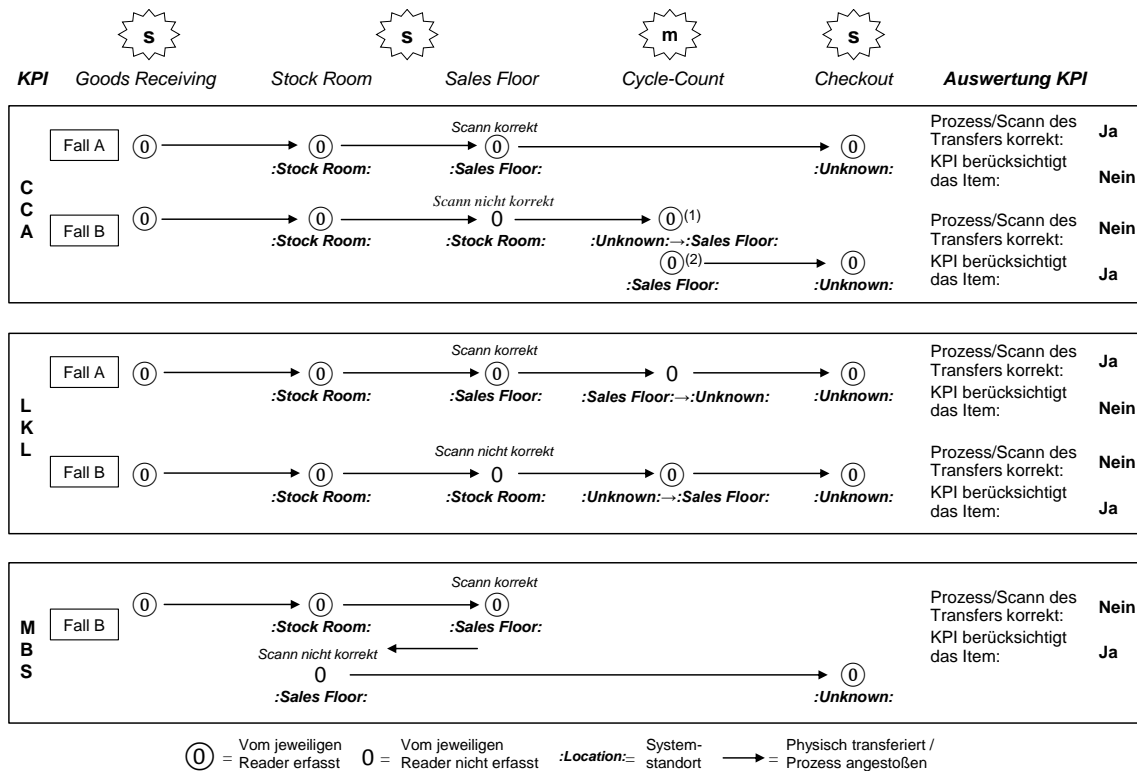 s s m s
KPI Goods Receiving Stock Room Sales Floor Cycle-Count Checkout Auswertung KPI
CCA
Fall A
Scann korrekt
0 0 0 0
:Stock Room: :Sales Floor: :Unknown:
Prozess/Scann des
Transfers korrekt: Ja
KPI berücksichtigt
das Item: Nein
Fall B
Scann nicht korrekt
0 0 0 0(1)
:Stock Room: :Stock Room: :Unknown:→:Sales Floor:
0(2) 0
:Sales Floor: :Unknown:
Prozess/Scann des
Transfers korrekt: Nein
KPI berücksichtigt
das Item: Ja
LKL
Fall A
Scann korrekt
0 0 0 0 0
:Stock Room: :Sales Floor: :Sales Floor:→:Unknown: :Unknown:
Prozess/Scann des
Transfers korrekt: Ja
KPI berücksichtigt
das Item: Nein
Fall B
Scann nicht korrekt
0 0 0 0 0
:Stock Room: :Stock Room: :Unknown:→:Sales Floor: :Unknown:
Prozess/Scann des
Transfers korrekt: Nein
KPI berücksichtigt
das Item: Ja
MBS
Fall B
Scann korrekt
0 0 0
:Stock Room: :Sales Floor:
Scann nicht korrekt
0 0
:Sales Floor: :Unknown:
Prozess/Scann des
Transfers korrekt: Nein
KPI berücksichtigt
das Item: Ja
0 = Vom jeweiligen
Reader erfasst
0 = Vom jeweiligen
Reader nicht erfasst
:Location: = System-
standort
→ = Physisch transferiert /
Prozess angestoßen